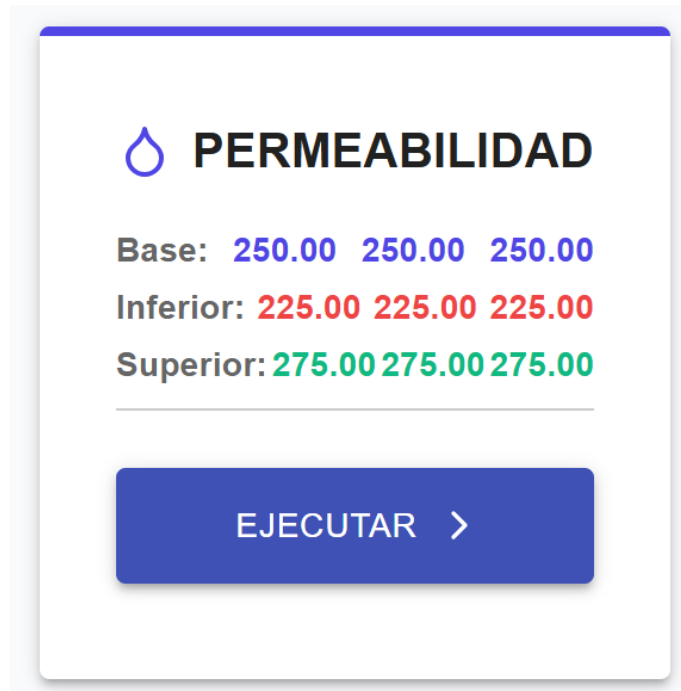 PERMEABILIDAD
Base: 250.00 250.00 250.00
Inferior: 225.00 225.00 225.00
Superior: 275.00 275.00 275.00
EJECUTAR